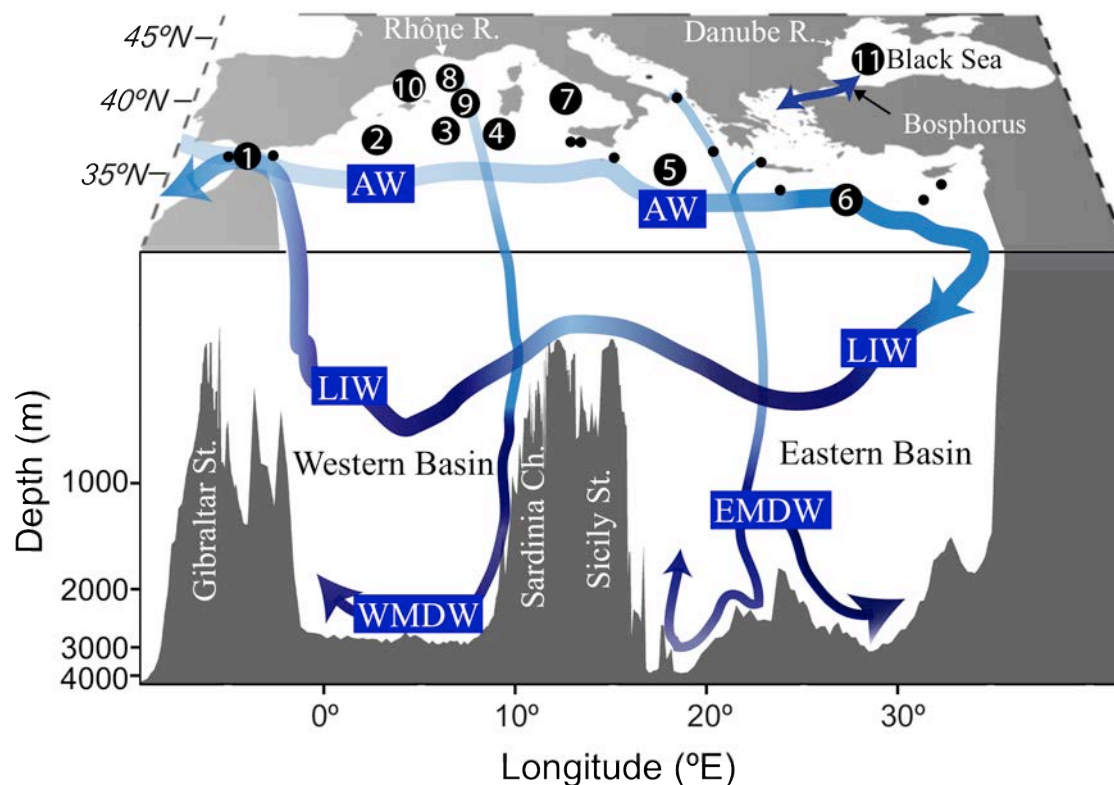 45ºN
Rhône R.
Danube R.
11
Black Sea
8
10
9
7
40ºN
Bosphorus
2
3
4
1
5
35ºN
AW
AW
6
LIW
LIW
Western Basin
Eastern Basin
Gibraltar St.
Sardinia Ch.
Sicily St.
EMDW
WMDW
Depth (m)
1000
2000
3000
4000
0º
10º
20º
30º
Longitude (ºE)